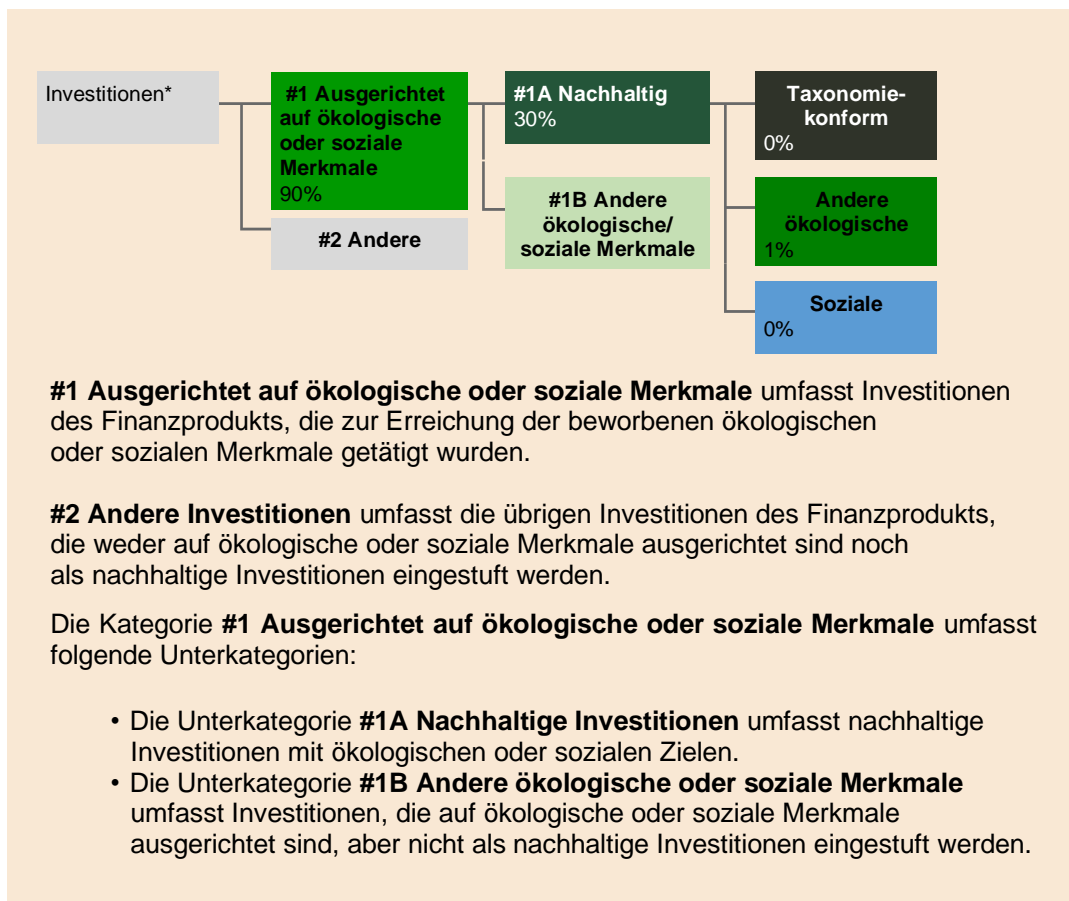 Investitionen*
#1 Ausgerichtet
auf ökologische
oder soziale
Merkmale
90%
#2 Andere
#1A Nachhaltig
30%
#1B Andere
ökologische/
soziale Merkmale
Taxonomie-
konform
0%
Andere
ökologische
1%
Soziale
0%
#1 Ausgerichtet auf ökologische oder soziale Merkmale umfasst Investitionen
des Finanzprodukts, die zur Erreichung der beworbenen ökologischen
oder sozialen Merkmale getätigt wurden.
#2 Andere Investitionen umfasst die übrigen Investitionen des Finanzprodukts,
die weder auf ökologische oder soziale Merkmale ausgerichtet sind noch
als nachhaltige Investitionen eingestuft werden.
Die Kategorie #1 Ausgerichtet auf ökologische oder soziale Merkmale umfasst
folgende Unterkategorien:
• Die Unterkategorie #1A Nachhaltige Investitionen umfasst nachhaltige
Investitionen mit ökologischen oder sozialen Zielen.
• Die Unterkategorie #1B Andere ökologische oder soziale Merkmale
umfasst Investitionen, die auf ökologische oder soziale Merkmale
ausgerichtet sind, aber nicht als nachhaltige Investitionen eingestuft werden.